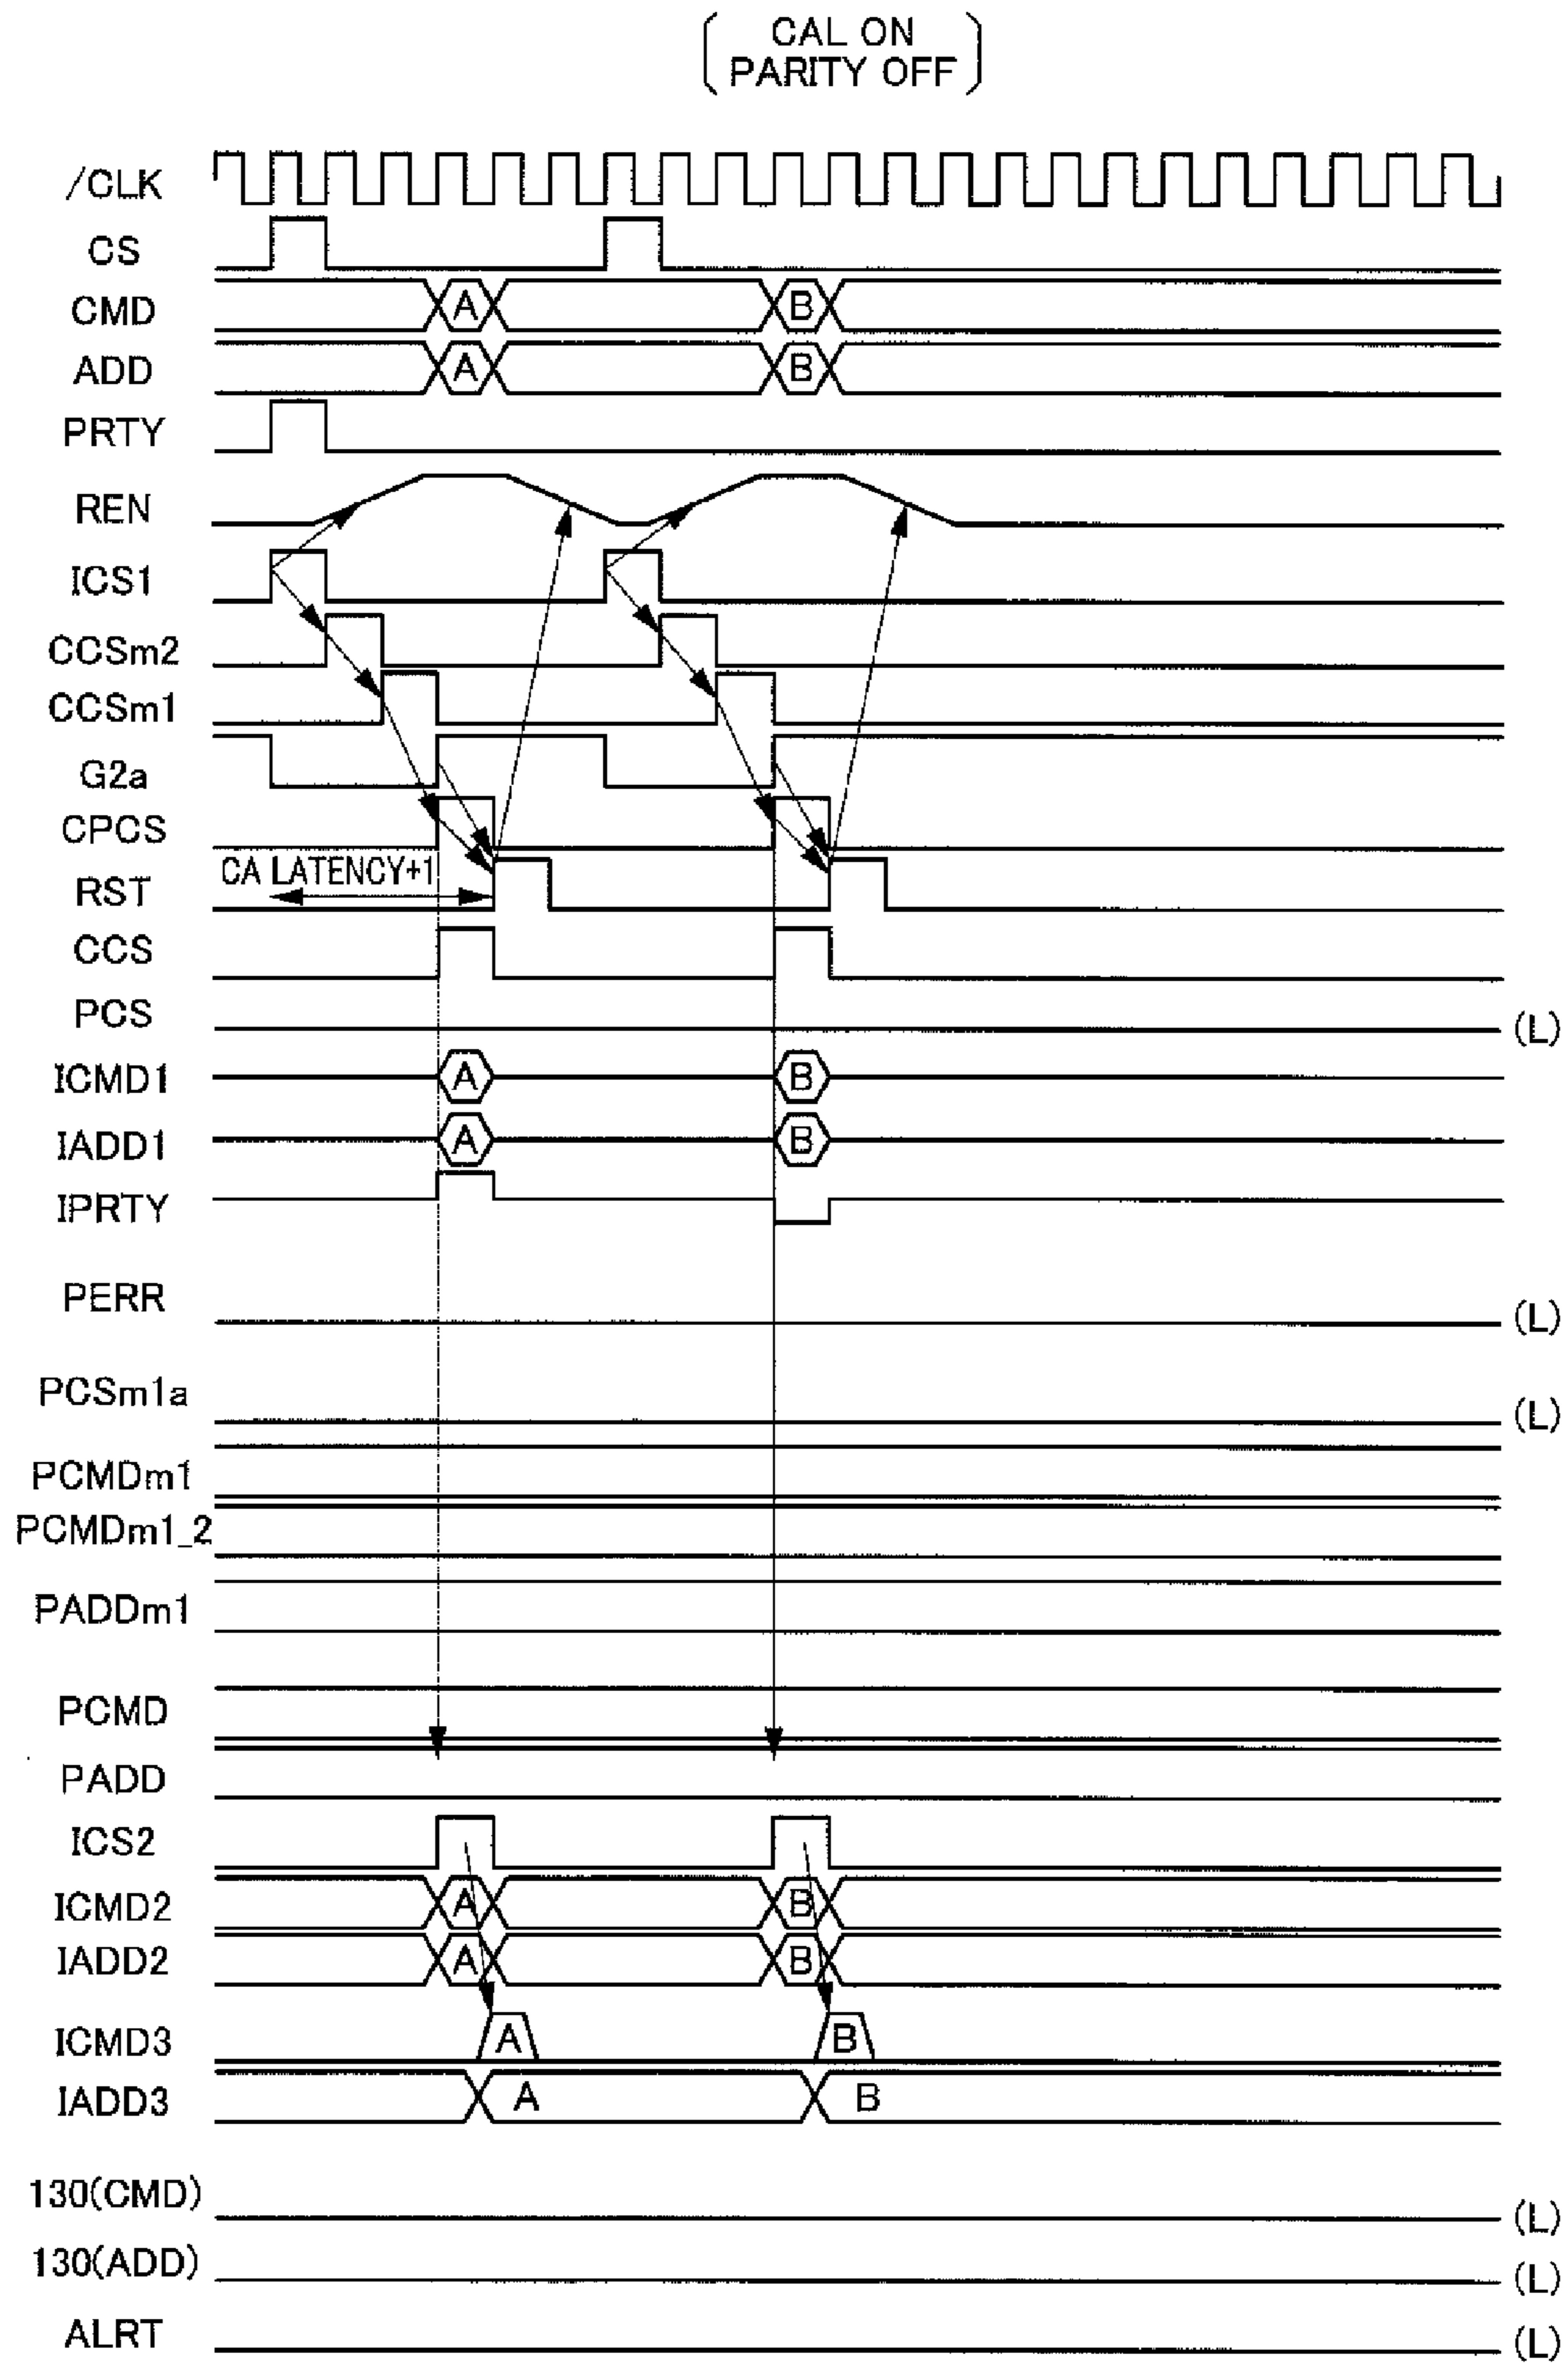 CAL ON
PARITY OFF
/CLK
CS
CMD A B
ADD A B
PRTY
REN
ICS1
CCSm2
CCSm1
G2a
CPCS
CA LATENCY+1
RST
CCS
PCS (L)
ICMD1 A B
IADD1 A B
IPRTY
PERR (L)
PCSm1a (L)
PCMDm1
PCMDm1_2
PADDm1
PCMD
PADD
ICS2
ICMD2 A B
IADD2 A B
ICMD3 A B
IADD3 A B
130(CMD) (L)
130(ADD) (L)
ALRT (L)